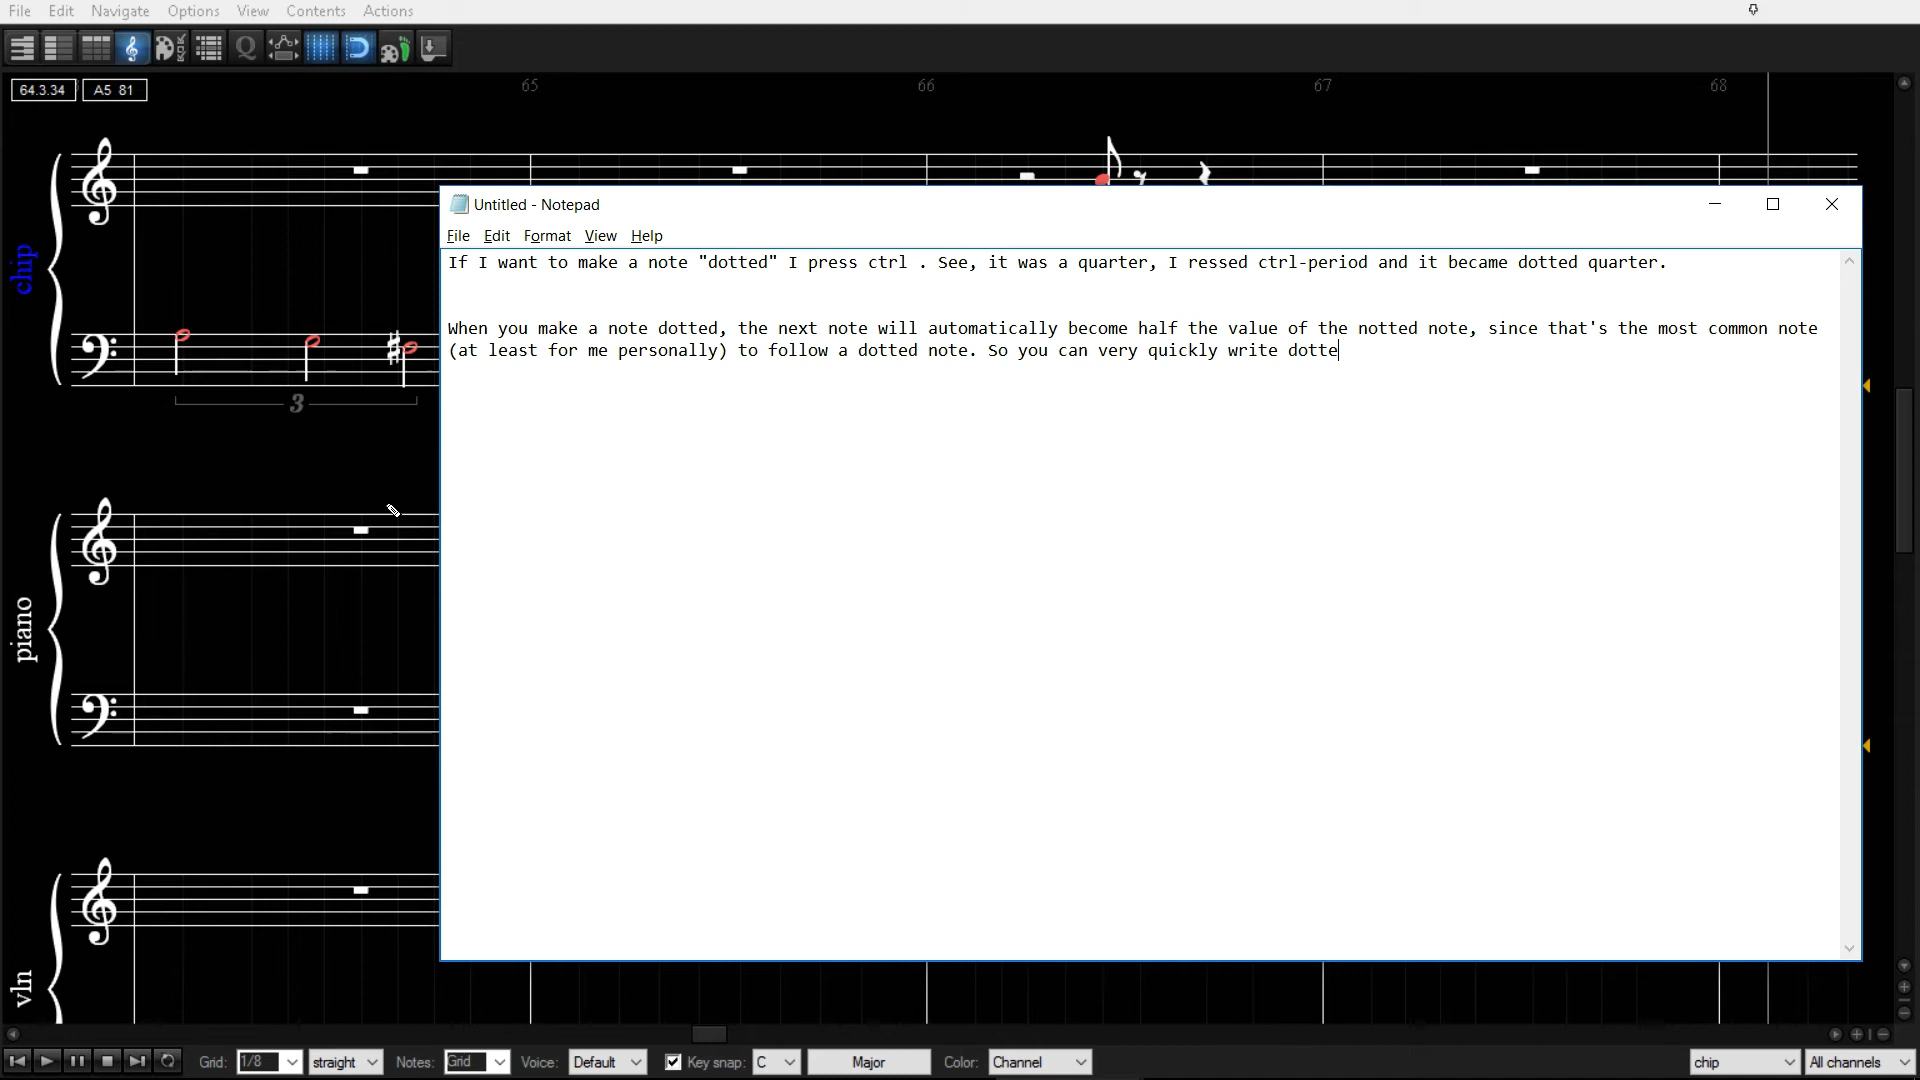 File Edit Navigate Options View Contents Actions
64.3.34 A5 81
65 66 67 68
Untitled - Notepad
File Edit Format View Help
If I want to make a note "dotted" I press ctrl . See, it was a quarter, I ressed ctrl-period and it became dotted quarter.
When you make a note dotted, the next note will automatically become half the value of the notted note, since that's the most common note
(at least for me personally) to follow a dotted note. So you can very quickly write dotte
chip
3
piano
vln
Grid: 1/8 straight Notes: Grid Voice: Default Key snap: C Major Color: Channel chip All channels